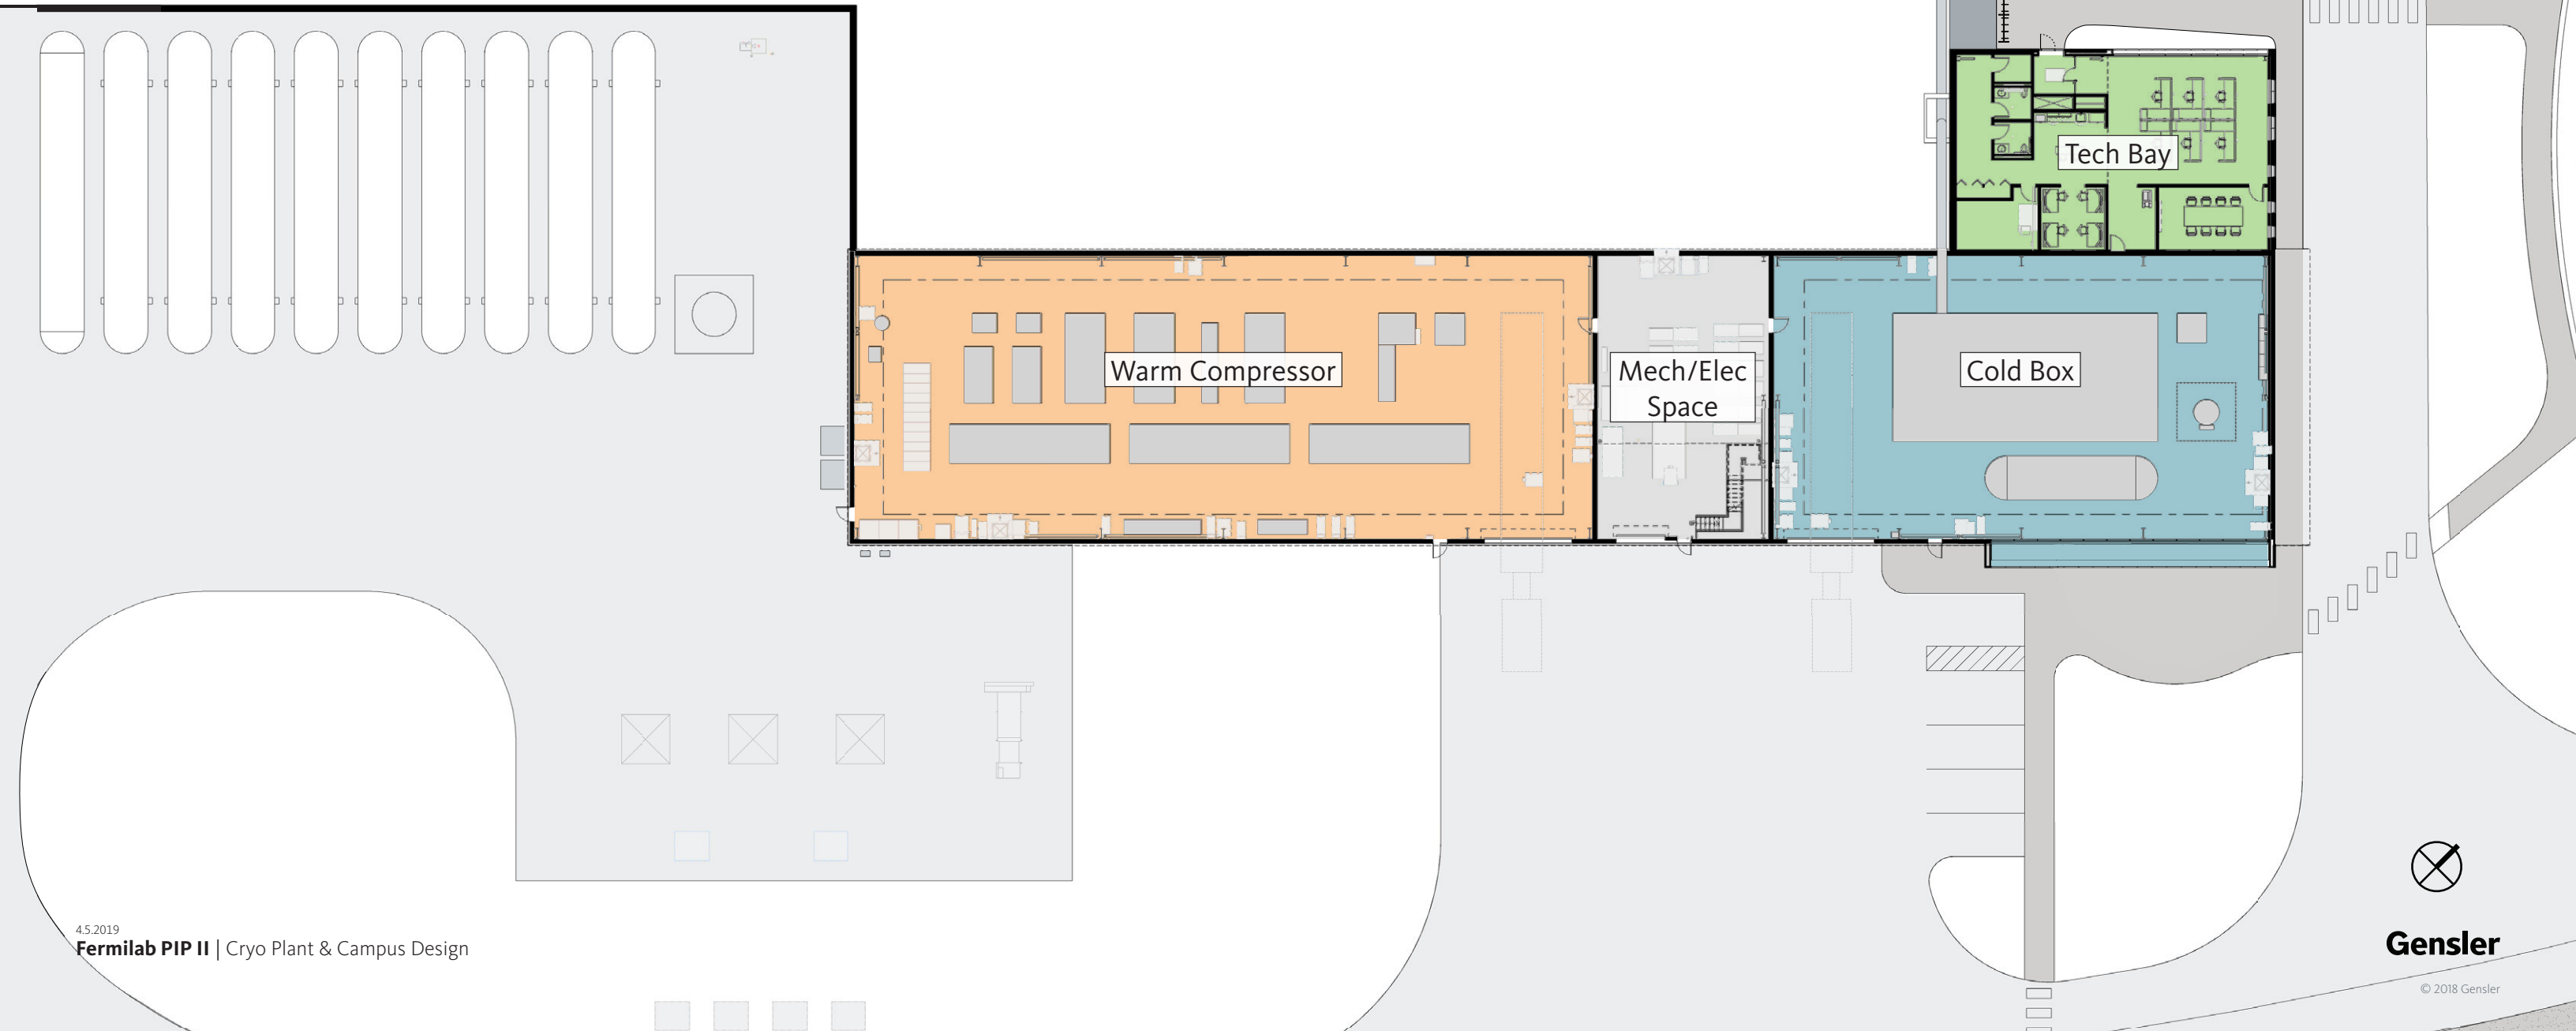 Tech Bay
Warm Compressor
Mech/Elec
Space
Cold Box
4.5.2019
Fermilab PIP II | Cryo Plant & Campus Design
Gensler
© 2018 Gensler